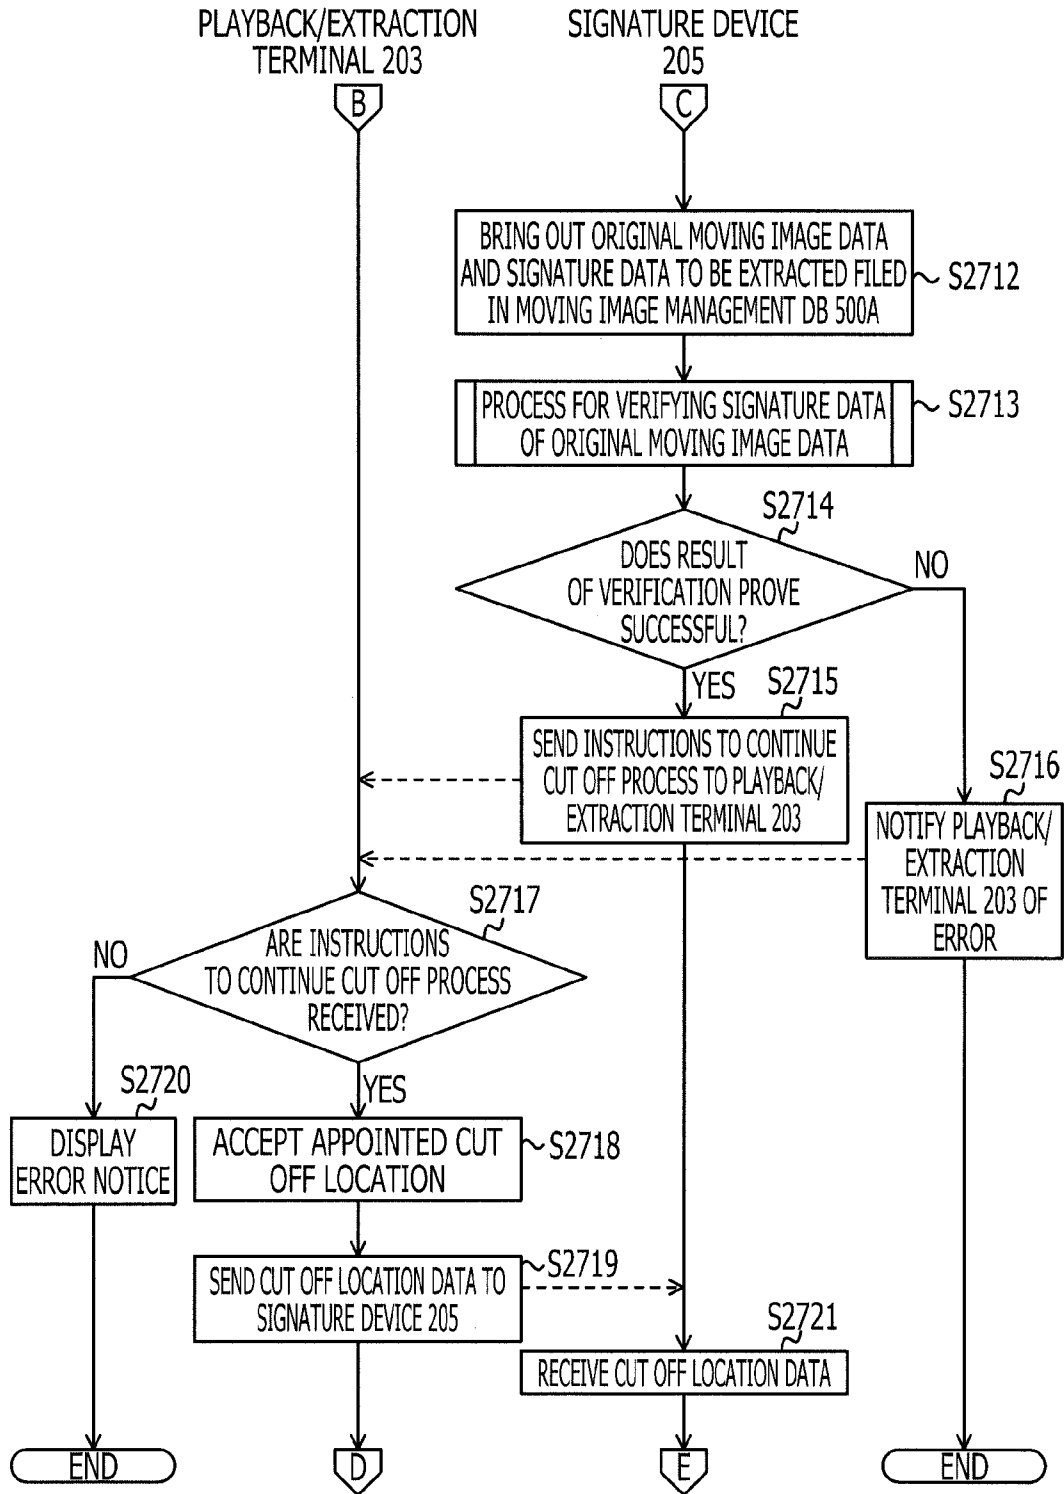 PLAYBACK/EXTRACTION
TERMINAL 203
SIGNATURE DEVICE
205
B
C
BRING OUT ORIGINAL MOVING IMAGE DATA
AND SIGNATURE DATA TO BE EXTRACTED FILED
IN MOVING IMAGE MANAGEMENT DB 500A
S2712
PROCESS FOR VERIFYING SIGNATURE DATA
OF ORIGINAL MOVING IMAGE DATA
S2713
S2714
DOES RESULT
OF VERIFICATION PROVE
SUCCESSFUL?
NO
YES
S2715
SEND INSTRUCTIONS TO CONTINUE
CUT OFF PROCESS TO PLAYBACK/
EXTRACTION TERMINAL 203
S2716
NOTIFY PLAYBACK/
EXTRACTION
TERMINAL 203 OF
ERROR
S2717
ARE INSTRUCTIONS
TO CONTINUE CUT OFF PROCESS
RECEIVED?
NO
YES
S2720
DISPLAY
ERROR NOTICE
ACCEPT APPOINTED CUT
OFF LOCATION
S2718
SEND CUT OFF LOCATION DATA TO
SIGNATURE DEVICE 205
S2719
S2721
RECEIVE CUT OFF LOCATION DATA
END
D
E
END